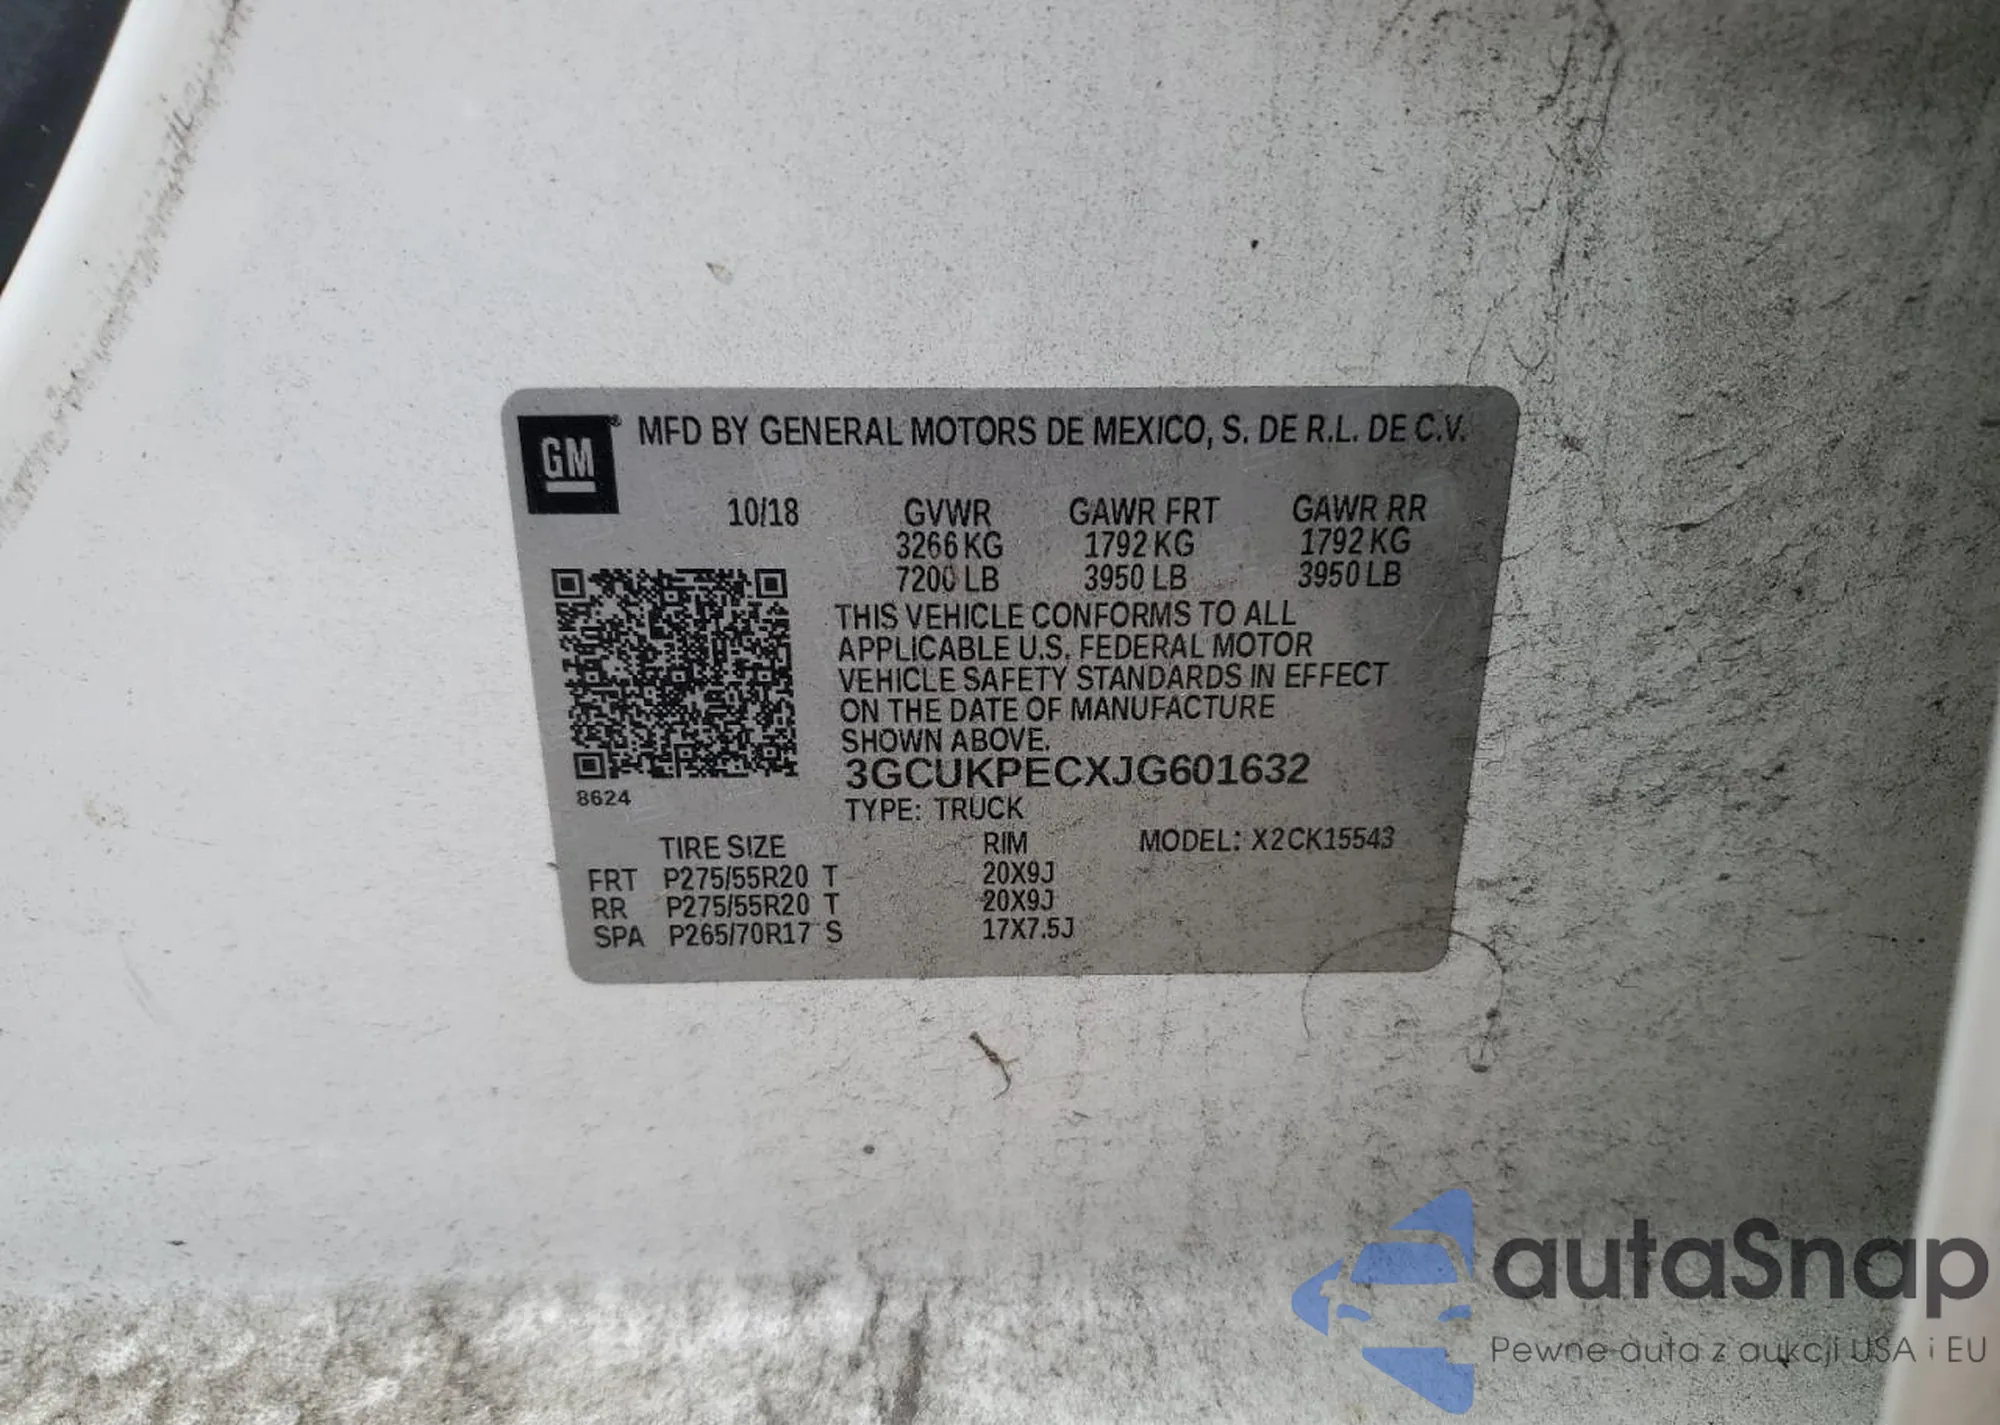 GM
MFD BY GENERAL MOTORS DE MEXICO, S. DE R.L. DE C.V.
10/18 GVWR GAWR FRT GAWR RR
3266 KG 1792 KG 1792 KG
7200 LB 3950 LB 3950 LB
THIS VEHICLE CONFORMS TO ALL
APPLICABLE U.S. FEDERAL MOTOR
VEHICLE SAFETY STANDARDS IN EFFECT
ON THE DATE OF MANUFACTURE
SHOWN ABOVE.
3GCUKPECXJG601632
8624
TYPE: TRUCK
TIRE SIZE RIM MODEL: X2CK15543
FRT P275/55R20 T 20X9J
RR P275/55R20 T 20X9J
SPA P265/70R17 S 17X7.5J
autaSnap
Pewne auta z aukcji USA i EU